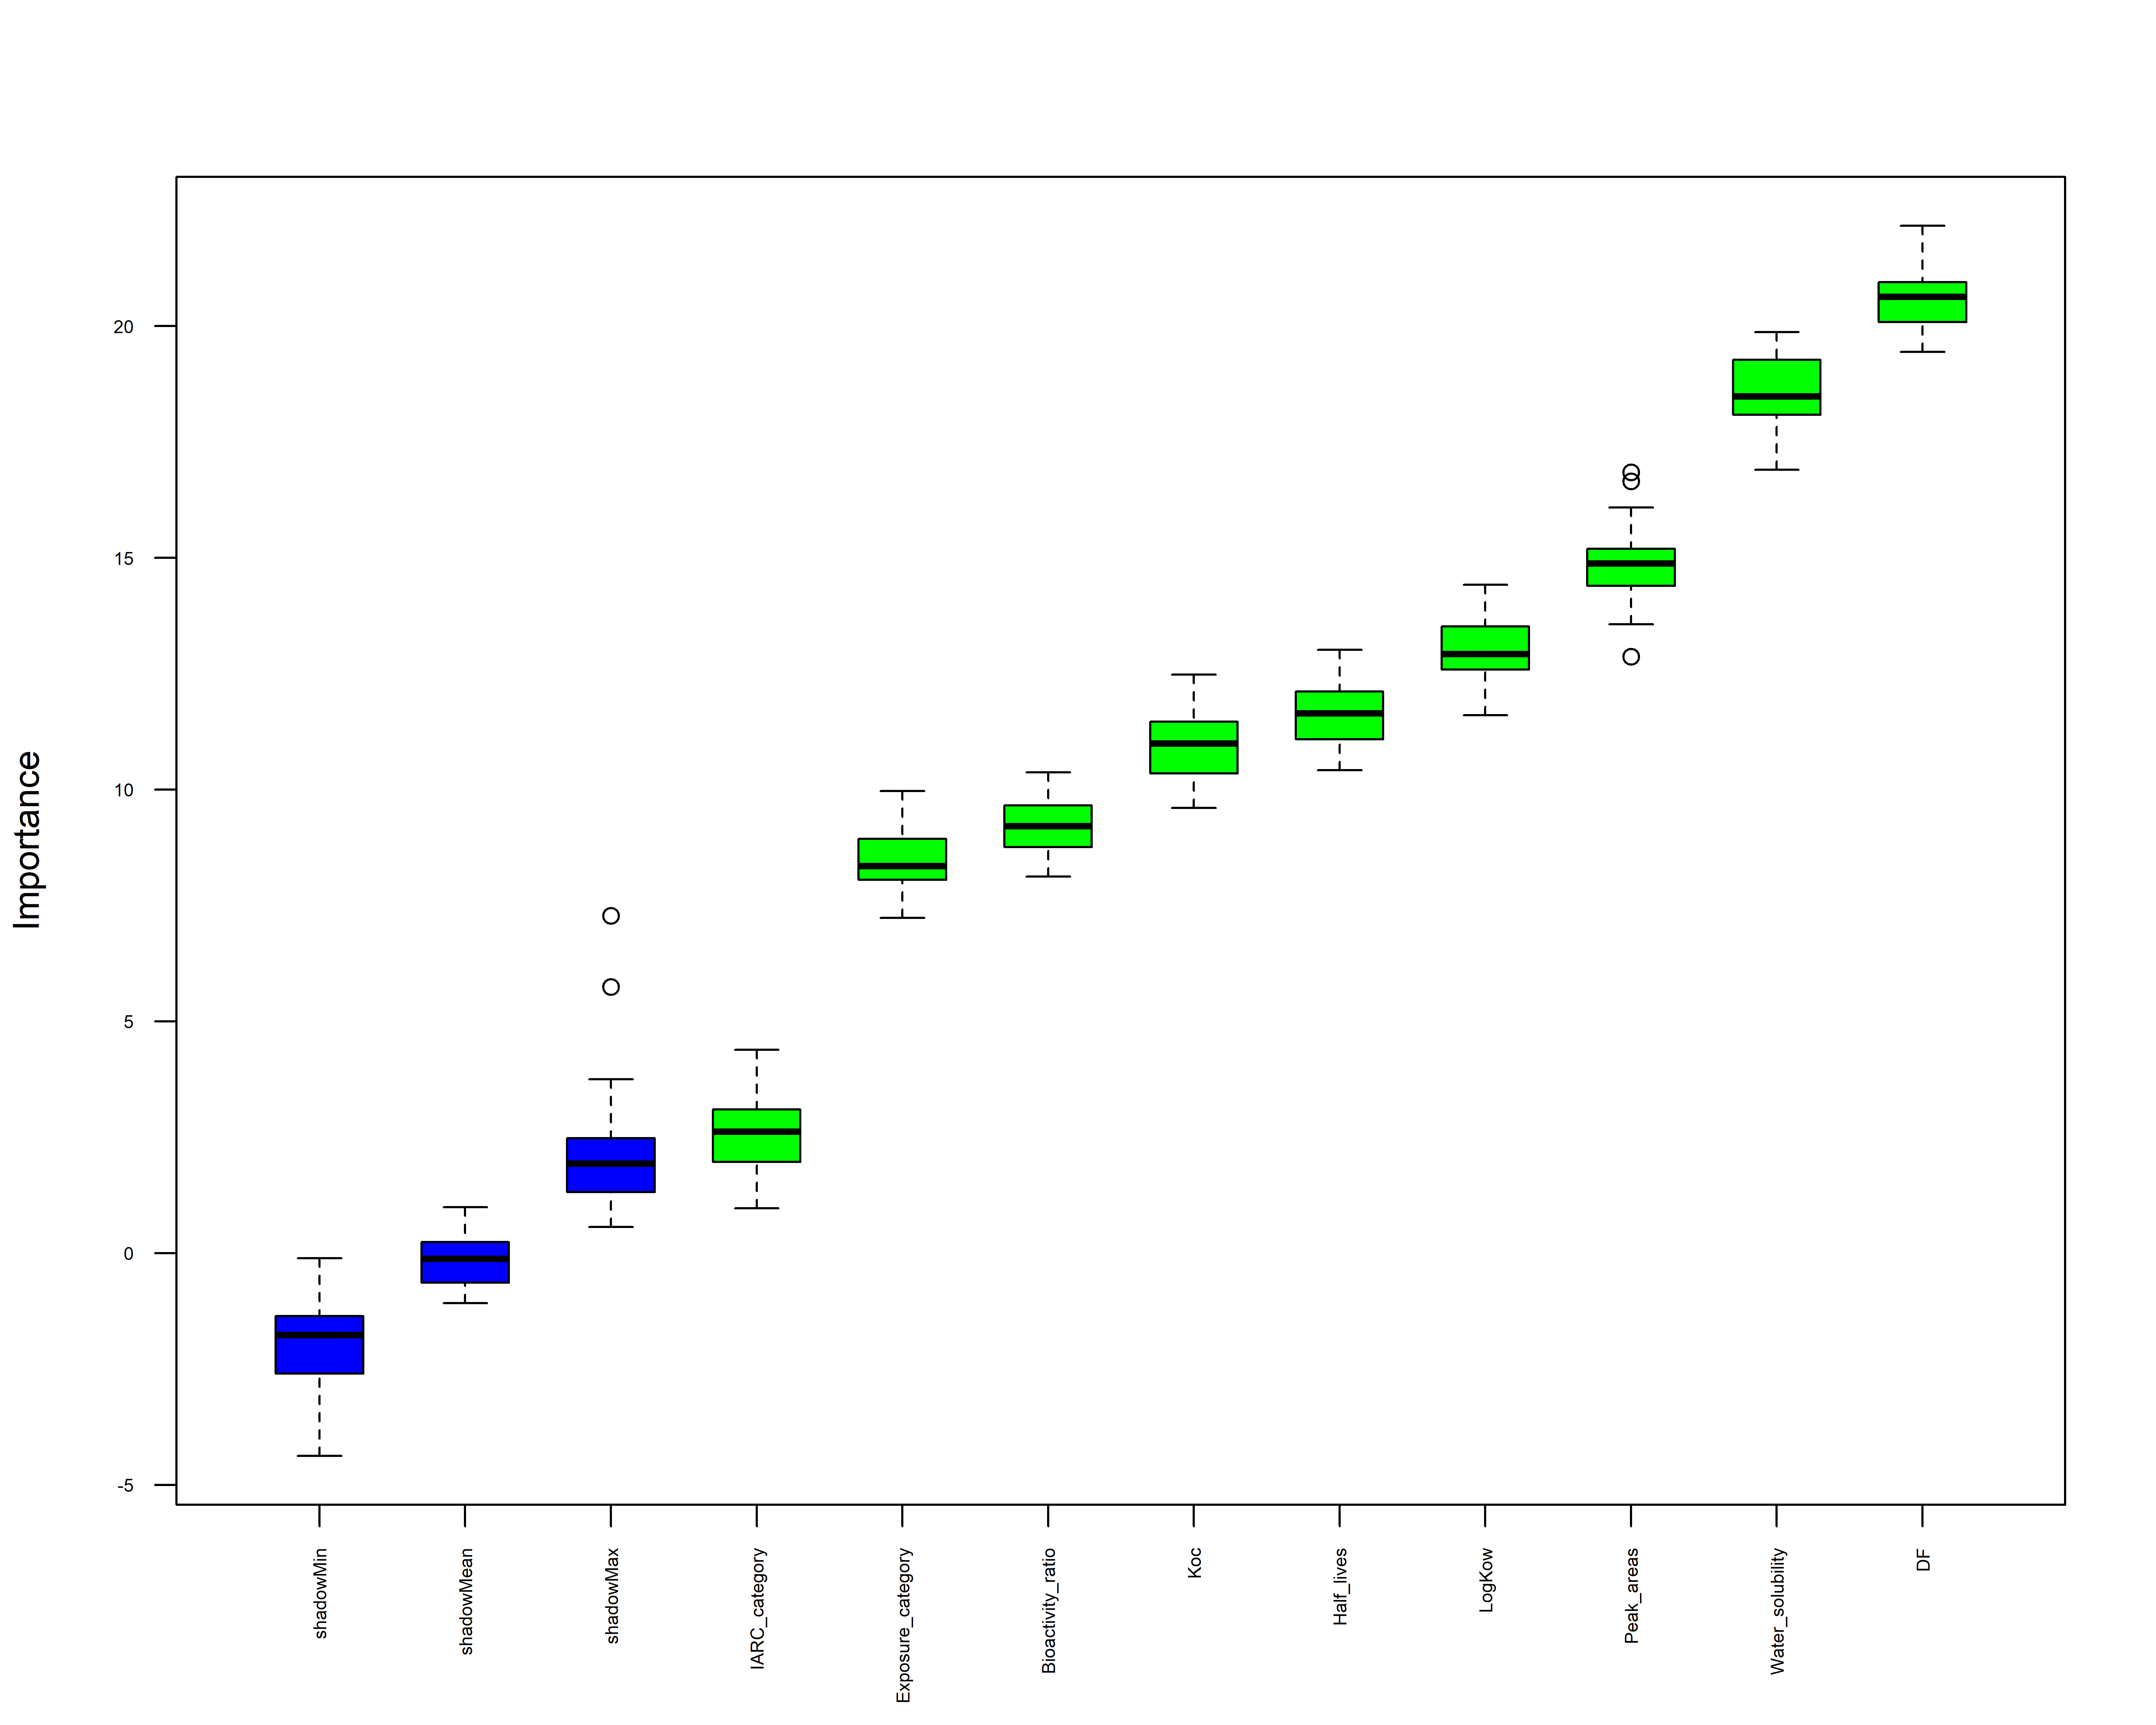 Importance
20
15
10
5
0
-5
shadowMin
shadowMean
shadowMax
IARC_category
Exposure_category
Bioactivity_ratio
Koc
Half_lives
LogKow
Peak_areas
Water_solubility
DF